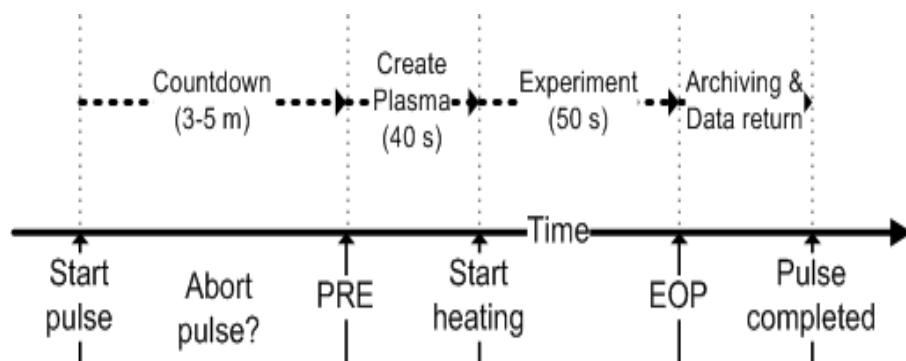 Countdown
(3-5 m)
Create
Plasma
(40 s)
Experiment
(50 s)
Archiving &
Data return
Time
Start
pulse
Abort
pulse?
PRE
Start
heating
EOP
Pulse
completed